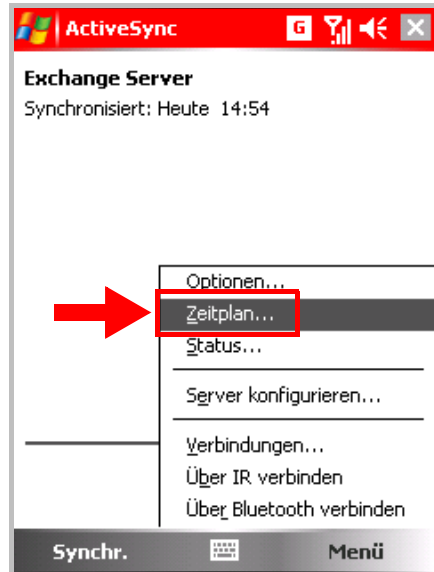 ActiveSync G
Exchange Server
Synchronisiert: Heute 14:54
Optionen...
Zeitplan...
Status...
Server konfigurieren...
Verbindungen...
Über IR verbinden
Über Bluetooth verbinden
Synchr. Menü